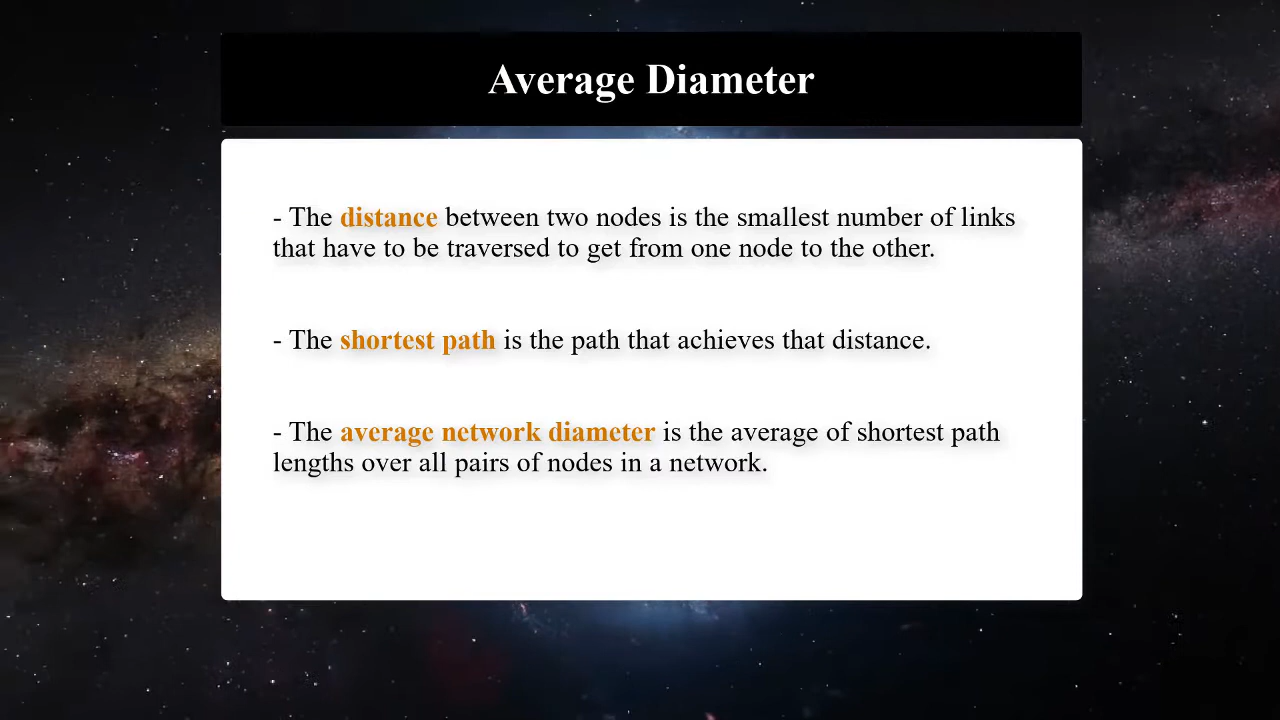 Average Diameter
- The distance between two nodes is the smallest number of links
that have to be traversed to get from one node to the other.
- The shortest path is the path that achieves that distance.
- The average network diameter is the average of shortest path
lengths over all pairs of nodes in a network.